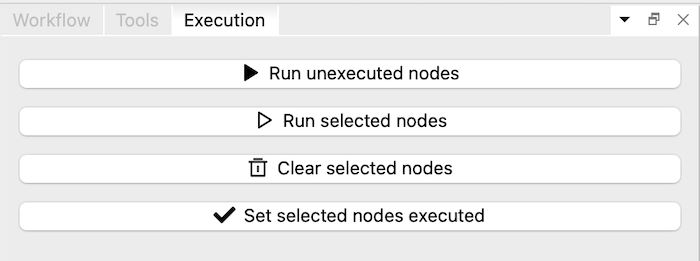 Workflow Tools Execution
Run unexecuted nodes
Run selected nodes
Clear selected nodes
Set selected nodes executed